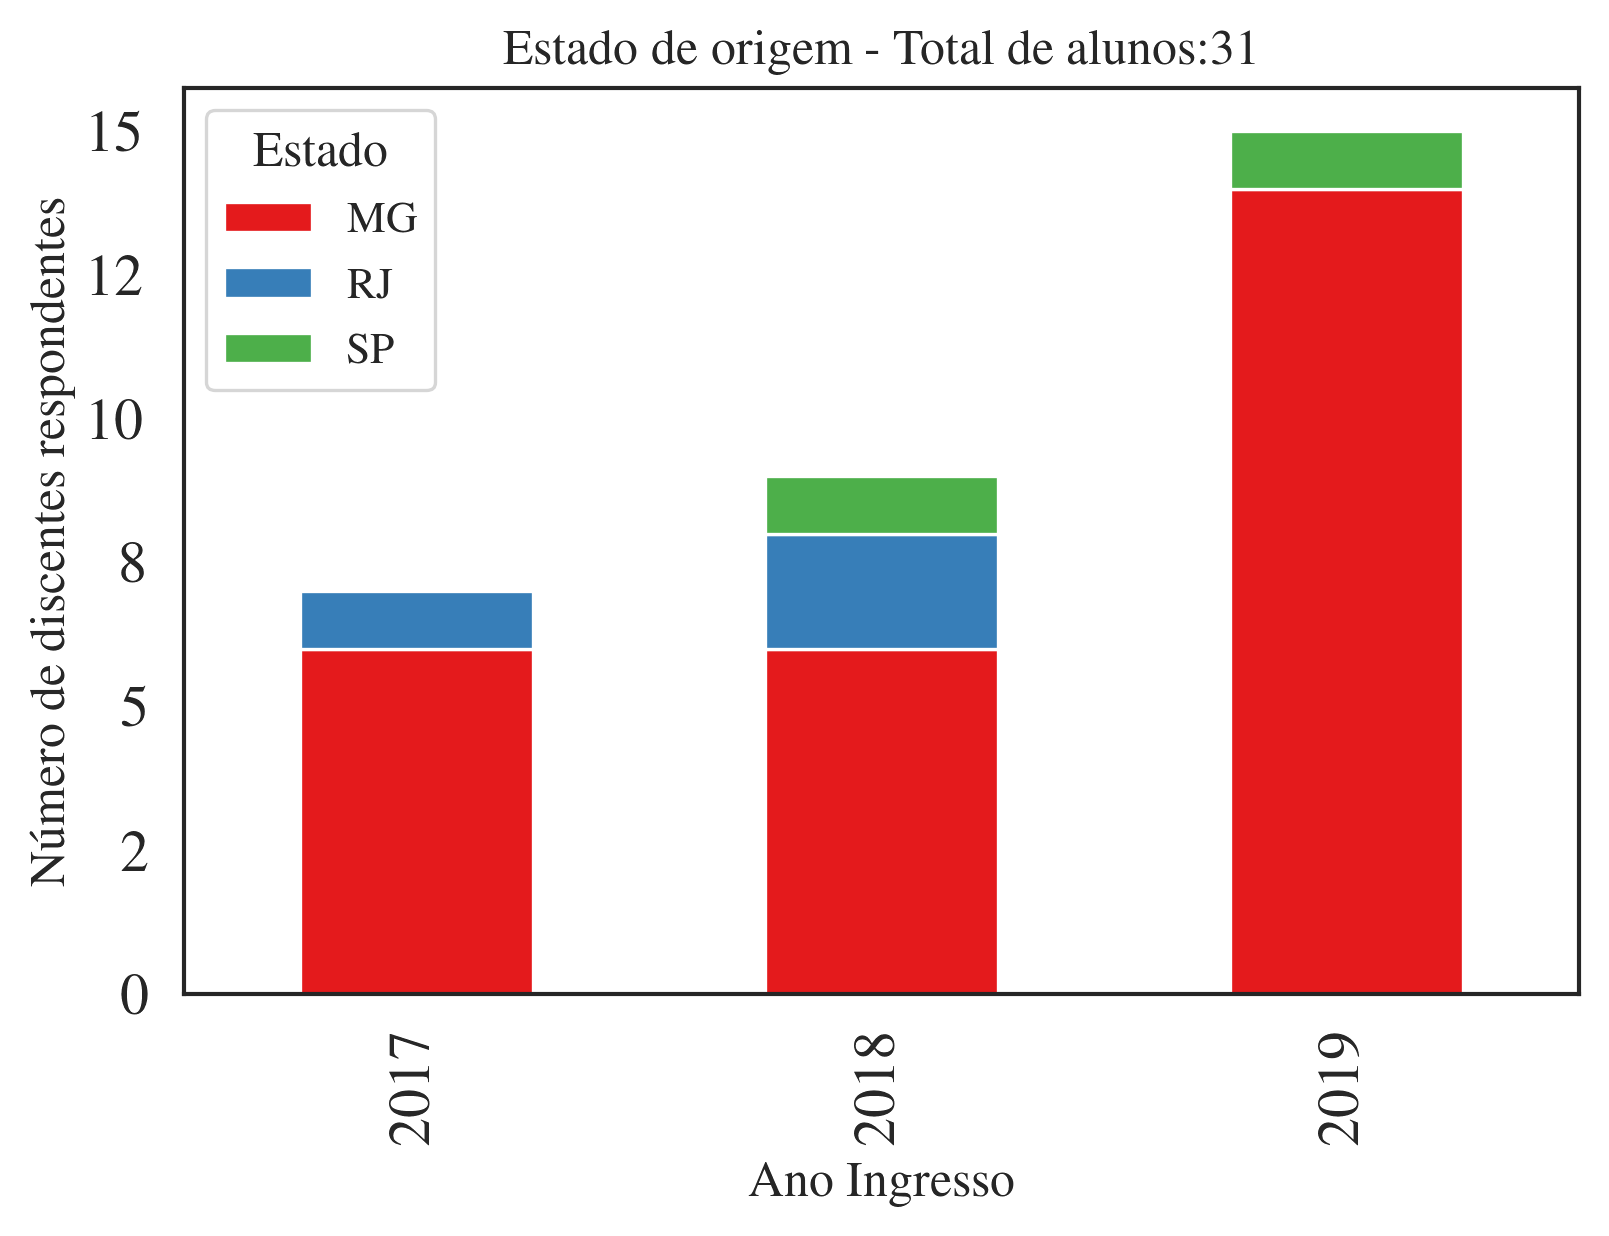 Estado de origem - Total de alunos:31
Estado
MG
RJ
SP
Número de discentes respondentes
15
12
10
8
5
2
0
2017
2018
2019
Ano Ingresso